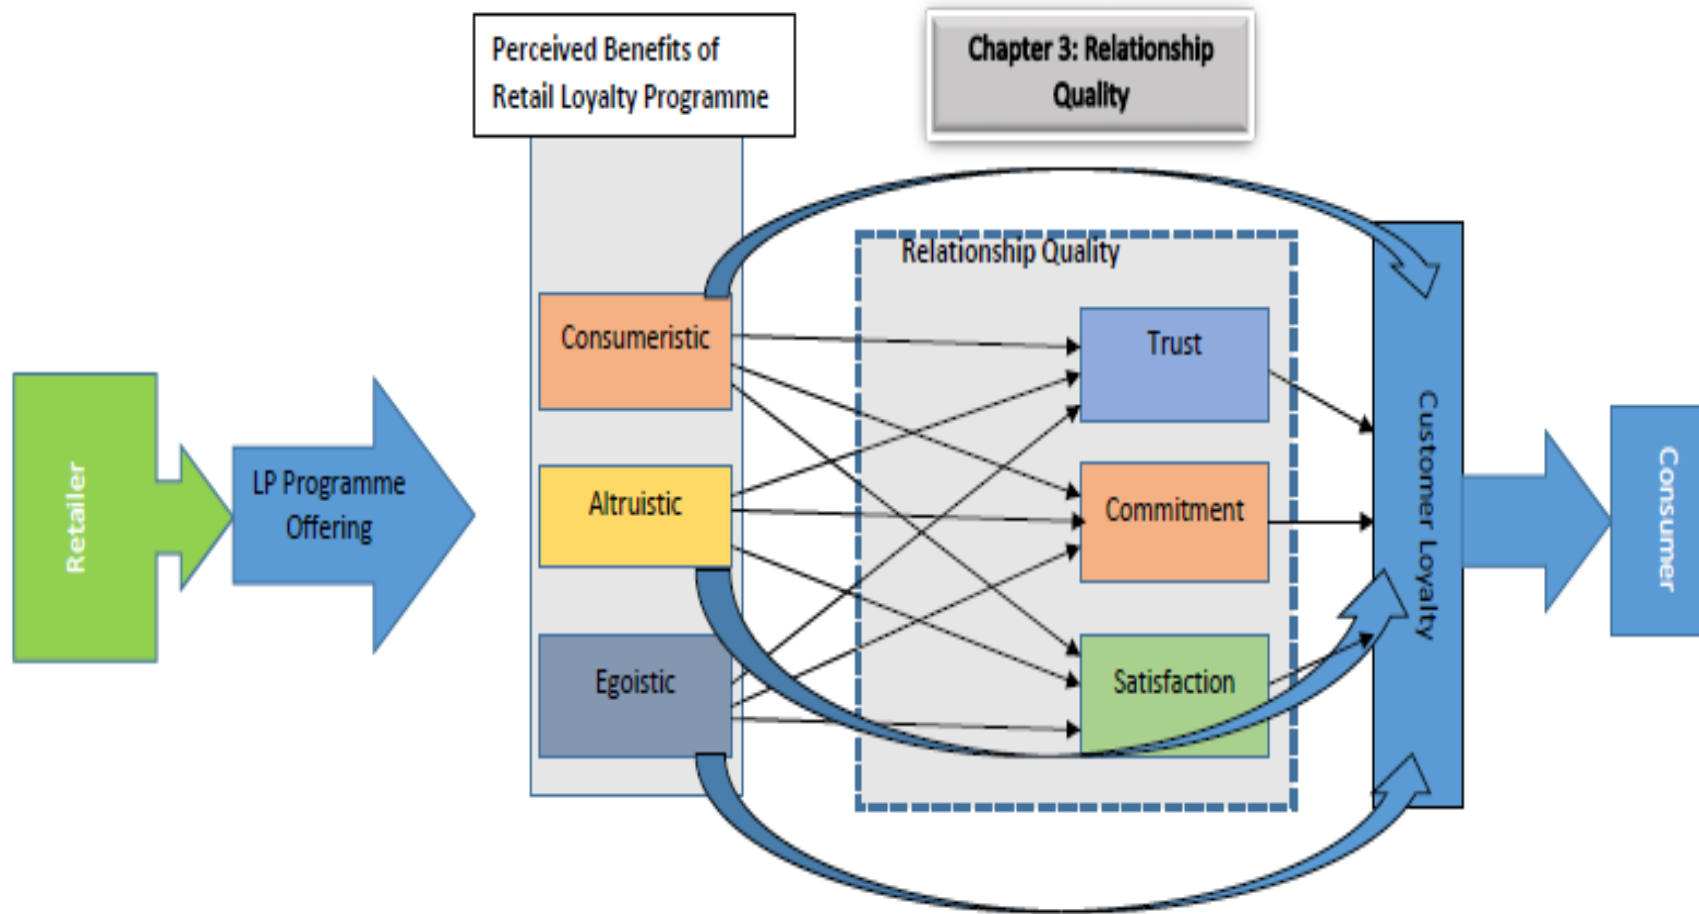 Perceived Benefits of
Retail Loyalty Programme
Chapter 3: Relationship
Quality
Relationship Quality
Consumeristic
Trust
Retailer
LP Programme
Offering
Altruistic
Commitment
Customer Loyalty
Consumer
Egoistic
Satisfaction